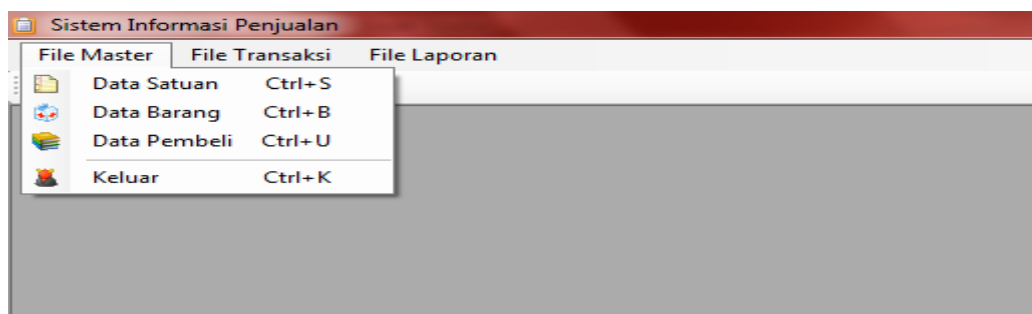 Sistem Informasi Penjualan
File Master File Transaksi File Laporan
Data Satuan Ctrl+S
Data Barang Ctrl+B
Data Pembeli Ctrl+U
Keluar Ctrl+K